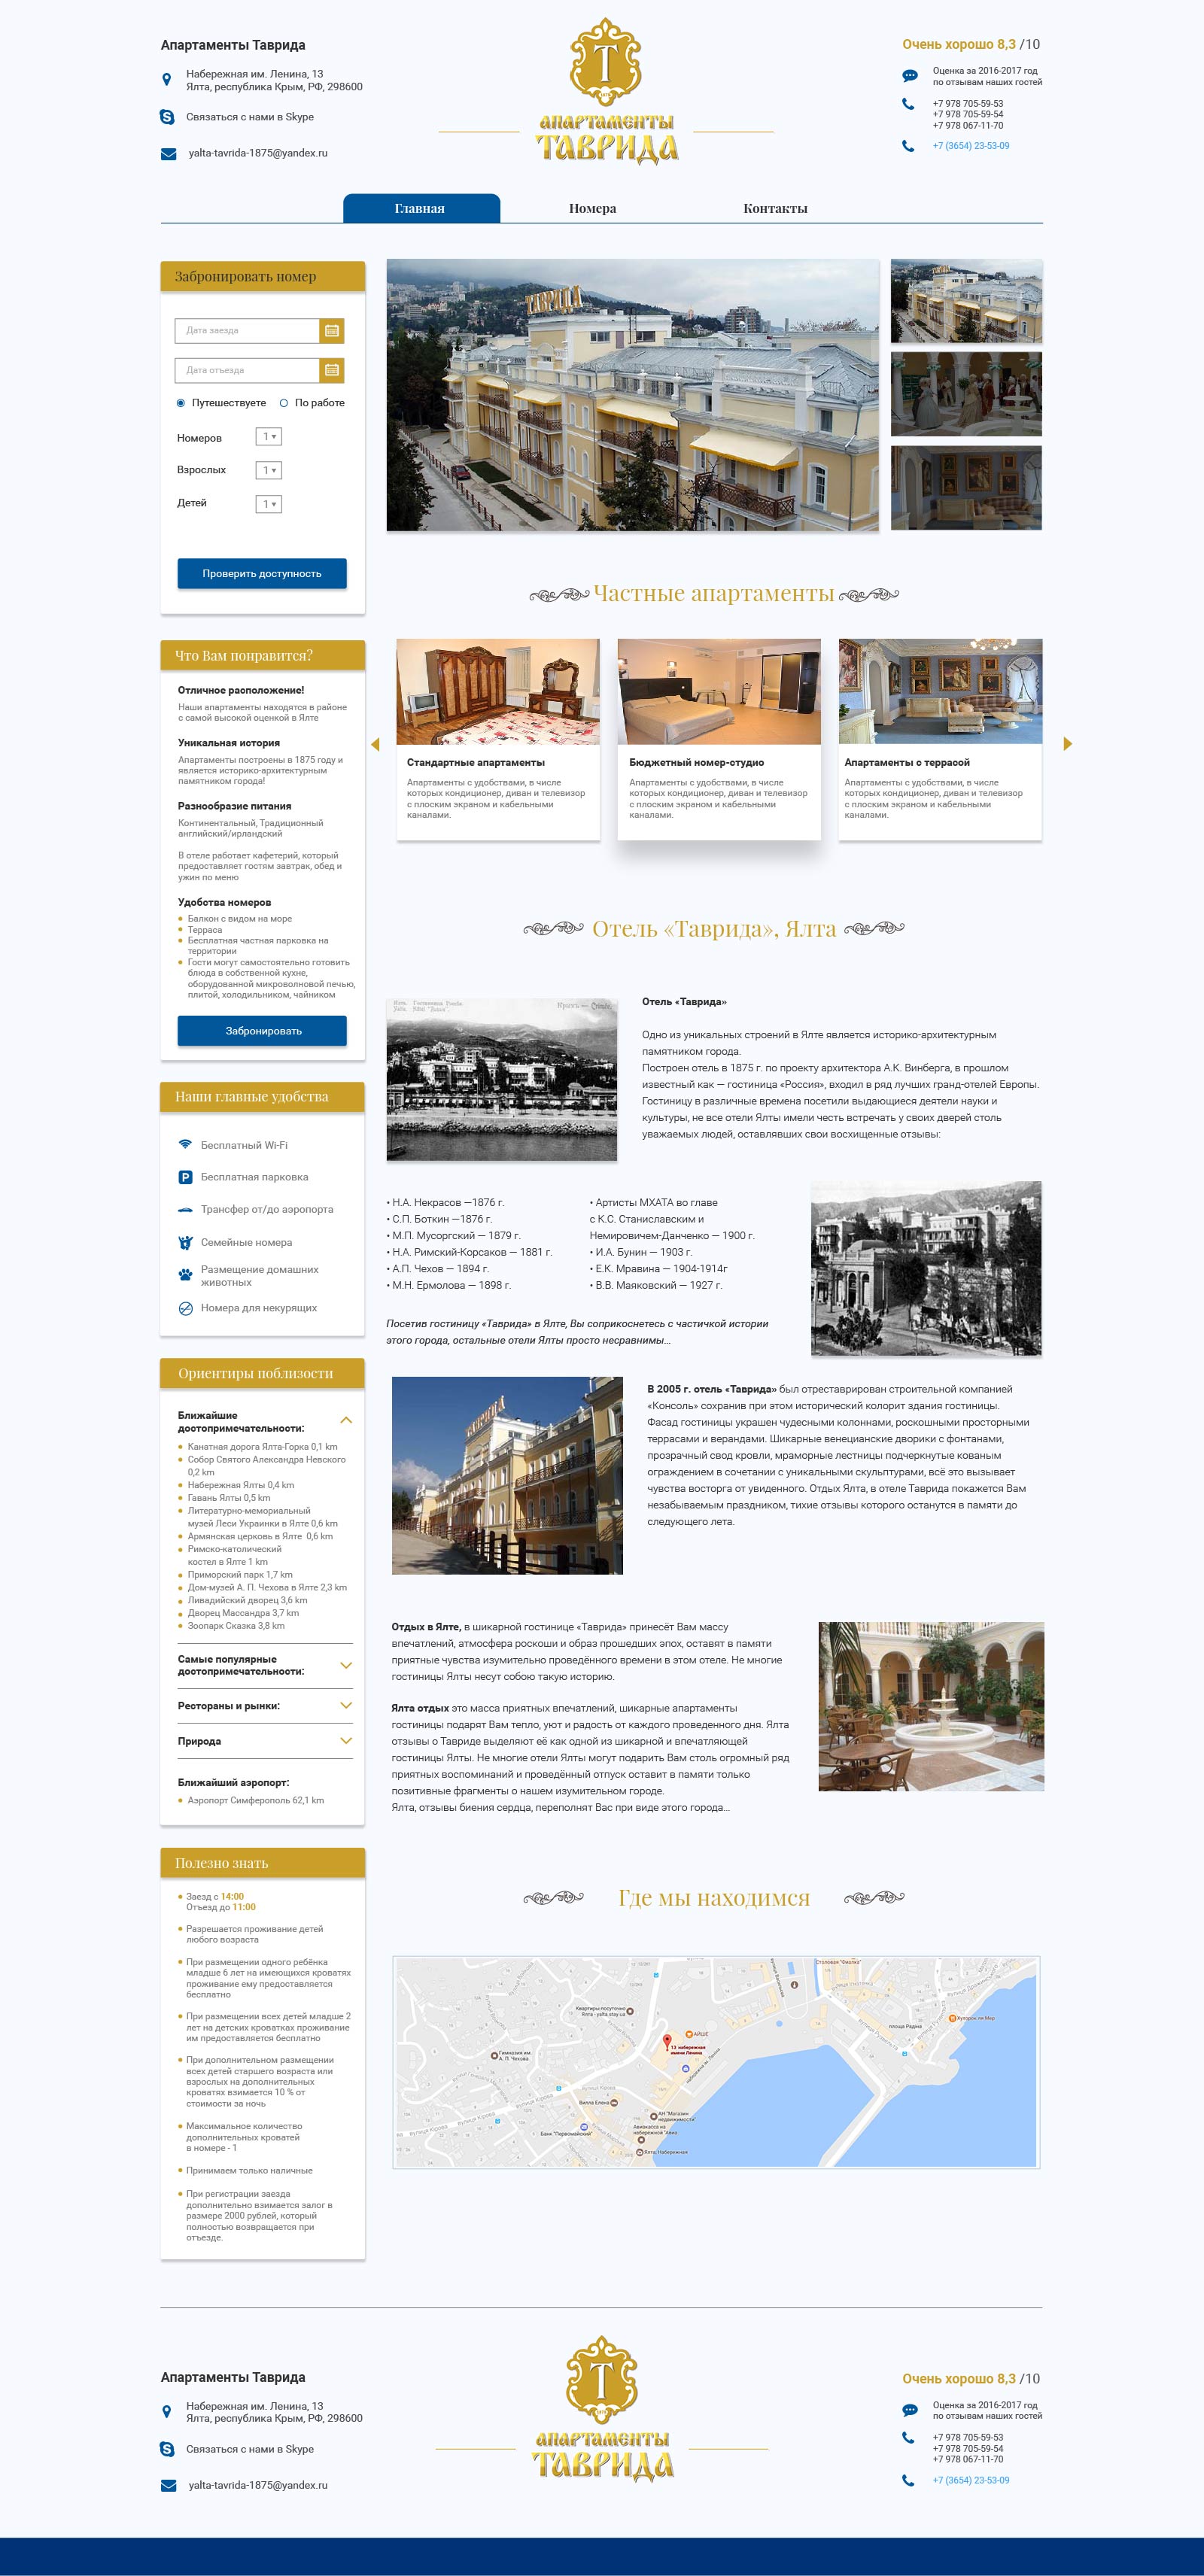 Апартаменты Таврида
Набережная им. Ленина, 13
Ялта, республика Крым, РФ, 298600
Связаться с нами в Skype
yalta-tavrida-1875@yandex.ru
Т
1875
АПАРТАМЕНТЫ
ТАВРИДА
Очень хорошо 8,3 /10
Оценка за 2016-2017 год
по отзывам наших гостей
+7 978 705-59-53
+7 978 705-59-54
+7 978 067-11-70
+7 (3654) 23-53-09
Главная
Номера
Контакты
Забронировать номер
Дата заезда
Дата отъезда
Путешествуете
По работе
Номеров
1
Взрослых
1
Детей
1
Проверить доступность
ТАВРИДА
Что Вам понравится?
Отличное расположение!
Наши апартаменты находятся в районе
с самой высокой оценкой в Ялте
Уникальная история
Апартаменты построены в 1875 году и
является историко-архитектурным
памятником города!
Разнообразие питания
Континентальный, Традиционный
английский/ирландский
В отеле работает кафетерий, который
предоставляет гостям завтрак, обед и
ужин по меню
Удобства номеров
Балкон с видом на море
Терраса
Бесплатная частная парковка на
территории
Гости могут самостоятельно готовить
блюда в собственной кухне,
оборудованной микроволновой печью,
плитой, холодильником, чайником
Забронировать
Наши главные удобства
Бесплатный Wi-Fi
P
Бесплатная парковка
Трансфер от/до аэропорта
Семейные номера
Размещение домашних
животных
Номера для некурящих
Ориентиры поблизости
Ближайшие
достопримечательности:
Канатная дорога Ялта-Горка 0,1 km
Собор Святого Александра Невского
0,2 km
Набережная Ялты 0,4 km
Гавань Ялты 0,5 km
Литературно-мемориальный
музей Леси Украинки в Ялте 0,6 km
Армянская церковь в Ялте 0,6 km
Римско-католический
костел в Ялте 1 km
Приморский парк 1,7 km
Дом-музей А. П. Чехова в Ялте 2,3 km
Ливадийский дворец 3,6 km
Дворец Массандра 3,7 km
Зоопарк Сказка 3,8 km
Самые популярные
достопримечательности:
Рестораны и рынки:
Природа
Ближайший аэропорт:
Аэропорт Симферополь 62,1 km
Полезно знать
Заезд с 14:00
Отъезд до 11:00
Разрешается проживание детей
любого возраста
При размещении одного ребёнка
младше 6 лет на имеющихся кроватях
проживание ему предоставляется
бесплатно
При размещении всех детей младше 2
лет на детских кроватках проживание
им предоставляется бесплатно
При дополнительном размещении
всех детей старшего возраста или
взрослых на дополнительных
кроватях взимается 10 % от
стоимости за ночь
Максимальное количество
дополнительных кроватей
в номере - 1
Принимаем только наличные
При регистрации заезда
дополнительно взимается залог в
размере 2000 рублей, который
полностью возвращается при
отъезде.
Частные апартаменты
Стандартные апартаменты
Апартаменты с удобствами, в числе
которых кондиционер, диван и телевизор
с плоским экраном и кабельными
каналами.
Бюджетный номер-студио
Апартаменты с удобствами, в числе
которых кондиционер, диван и телевизор
с плоским экраном и кабельными
каналами.
Апартаменты с террасой
Апартаменты с удобствами, в числе
которых кондиционер, диван и телевизор
с плоским экраном и кабельными
каналами.
Отель «Таврида», Ялта
Отель «Таврида»
Одно из уникальных строений в Ялте является историко-архитектурным
памятником города.
Построен отель в 1875 г. по проекту архитектора А.К. Винберга, в прошлом
известный как — гостиница «Россия», входил в ряд лучших гранд-отелей Европы.
Гостиницу в различные времена посетили выдающиеся деятели науки и
культуры, не все отели Ялты имели честь встречать у своих дверей столь
уважаемых людей, оставлявших свои восхищенные отзывы:
• Н.А. Некрасов —1876 г.
• С.П. Боткин —1876 г.
• М.П. Мусоргский — 1879 г.
• Н.А. Римский-Корсаков — 1881 г.
• А.П. Чехов — 1894 г.
• М.Н. Ермолова — 1898 г.
• Артисты МХАТА во главе
с К.С. Станиславским и
Немировичем-Данченко — 1900 г.
• И.А. Бунин — 1903 г.
• Е.К. Мравина — 1904-1914г
• В.В. Маяковский — 1927 г.
Посетив гостиницу «Таврида» в Ялте, Вы соприкоснетесь с частичкой истории
этого города, остальные отели Ялты просто несравнимы...
ТАВРИДА
В 2005 г. отель «Таврида» был отреставрирован строительной компанией
«Консоль» сохранив при этом исторический колорит здания гостиницы.
Фасад гостиницы украшен чудесными колоннами, роскошными просторными
террасами и верандами. Шикарные венецианские дворики с фонтанами,
прозрачный свод кровли, мраморные лестницы подчеркнутые кованым
ограждением в сочетании с уникальными скульптурами, всё это вызывает
чувства восторга от увиденного. Отдых Ялта, в отеле Таврида покажется Вам
незабываемым праздником, тихие отзывы которого останутся в памяти до
следующего лета.
Отдых в Ялте, в шикарной гостинице «Таврида» принесёт Вам массу
впечатлений, атмосфера роскоши и образ прошедших эпох, оставят в памяти
приятные чувства изумительно проведённого времени в этом отеле. Не многие
гостиницы Ялты несут собою такую историю.
Ялта отдых это масса приятных впечатлений, шикарные апартаменты
гостиницы подарят Вам тепло, уют и радость от каждого проведенного дня. Ялта
отзывы о Тавриде выделяют её как одной из шикарной и впечатляющей
гостиницы Ялты. Не многие отели Ялты могут подарить Вам столь огромный ряд
приятных воспоминаний и проведённый отпуск оставит в памяти только
позитивные фрагменты о нашем изумительном городе.
Ялта, отзывы биения сердца, переполнят Вас при виде этого города...
Где мы находимся
Столовая "Фиалка"
Квартиры посуточно
Ялта - yalta.stay.ua
АЙШЕ
13 набережная
имени Ленина
площадь Радина
Хуторок ля Мер
Гимназия им.
А. П. Чехова
улица Кирова
Вилла Елена
АН "Магазин
недвижимости"
Банк "Первомайский"
Авиакасса на
набережной "Авиа
Ялта, Набережная
Апартаменты Таврида
Набережная им. Ленина, 13
Ялта, республика Крым, РФ, 298600
Связаться с нами в Skype
yalta-tavrida-1875@yandex.ru
Т
1875
АПАРТАМЕНТЫ
ТАВРИДА
Очень хорошо 8,3 /10
Оценка за 2016-2017 год
по отзывам наших гостей
+7 978 705-59-53
+7 978 705-59-54
+7 978 067-11-70
+7 (3654) 23-53-09